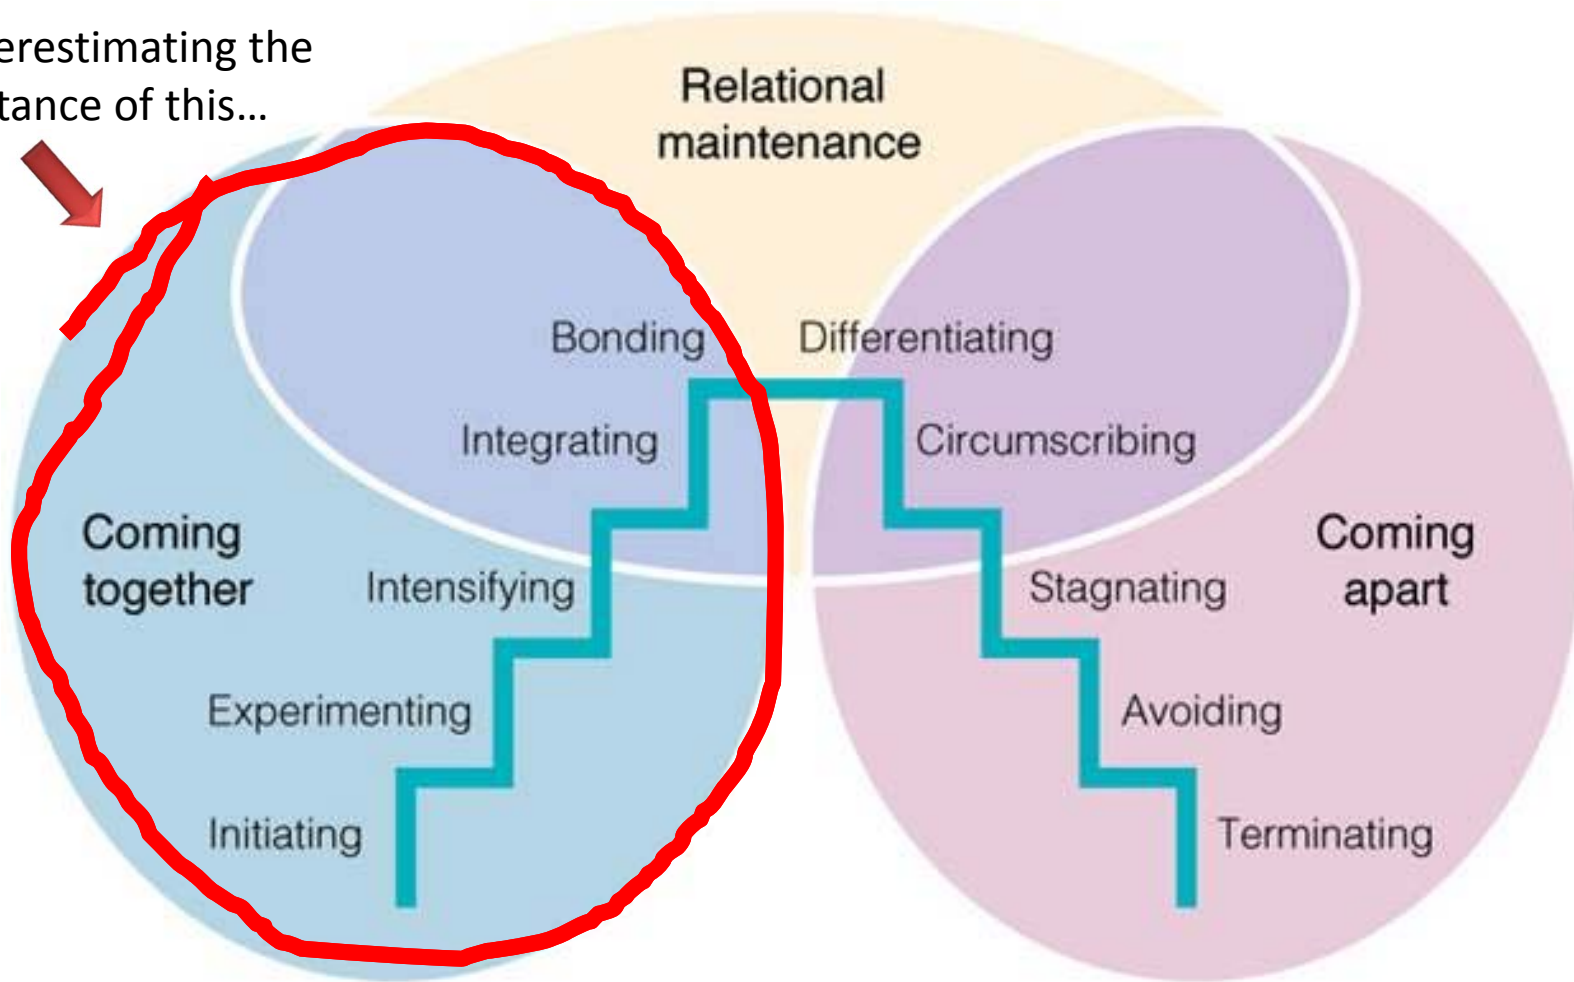 erestimating the
tance of this...
Relational
maintenance
Bonding
Differentiating
Integrating
Circumscribing
Coming
together
Coming
apart
Intensifying
Stagnating
Experimenting
Avoiding
Initiating
Terminating